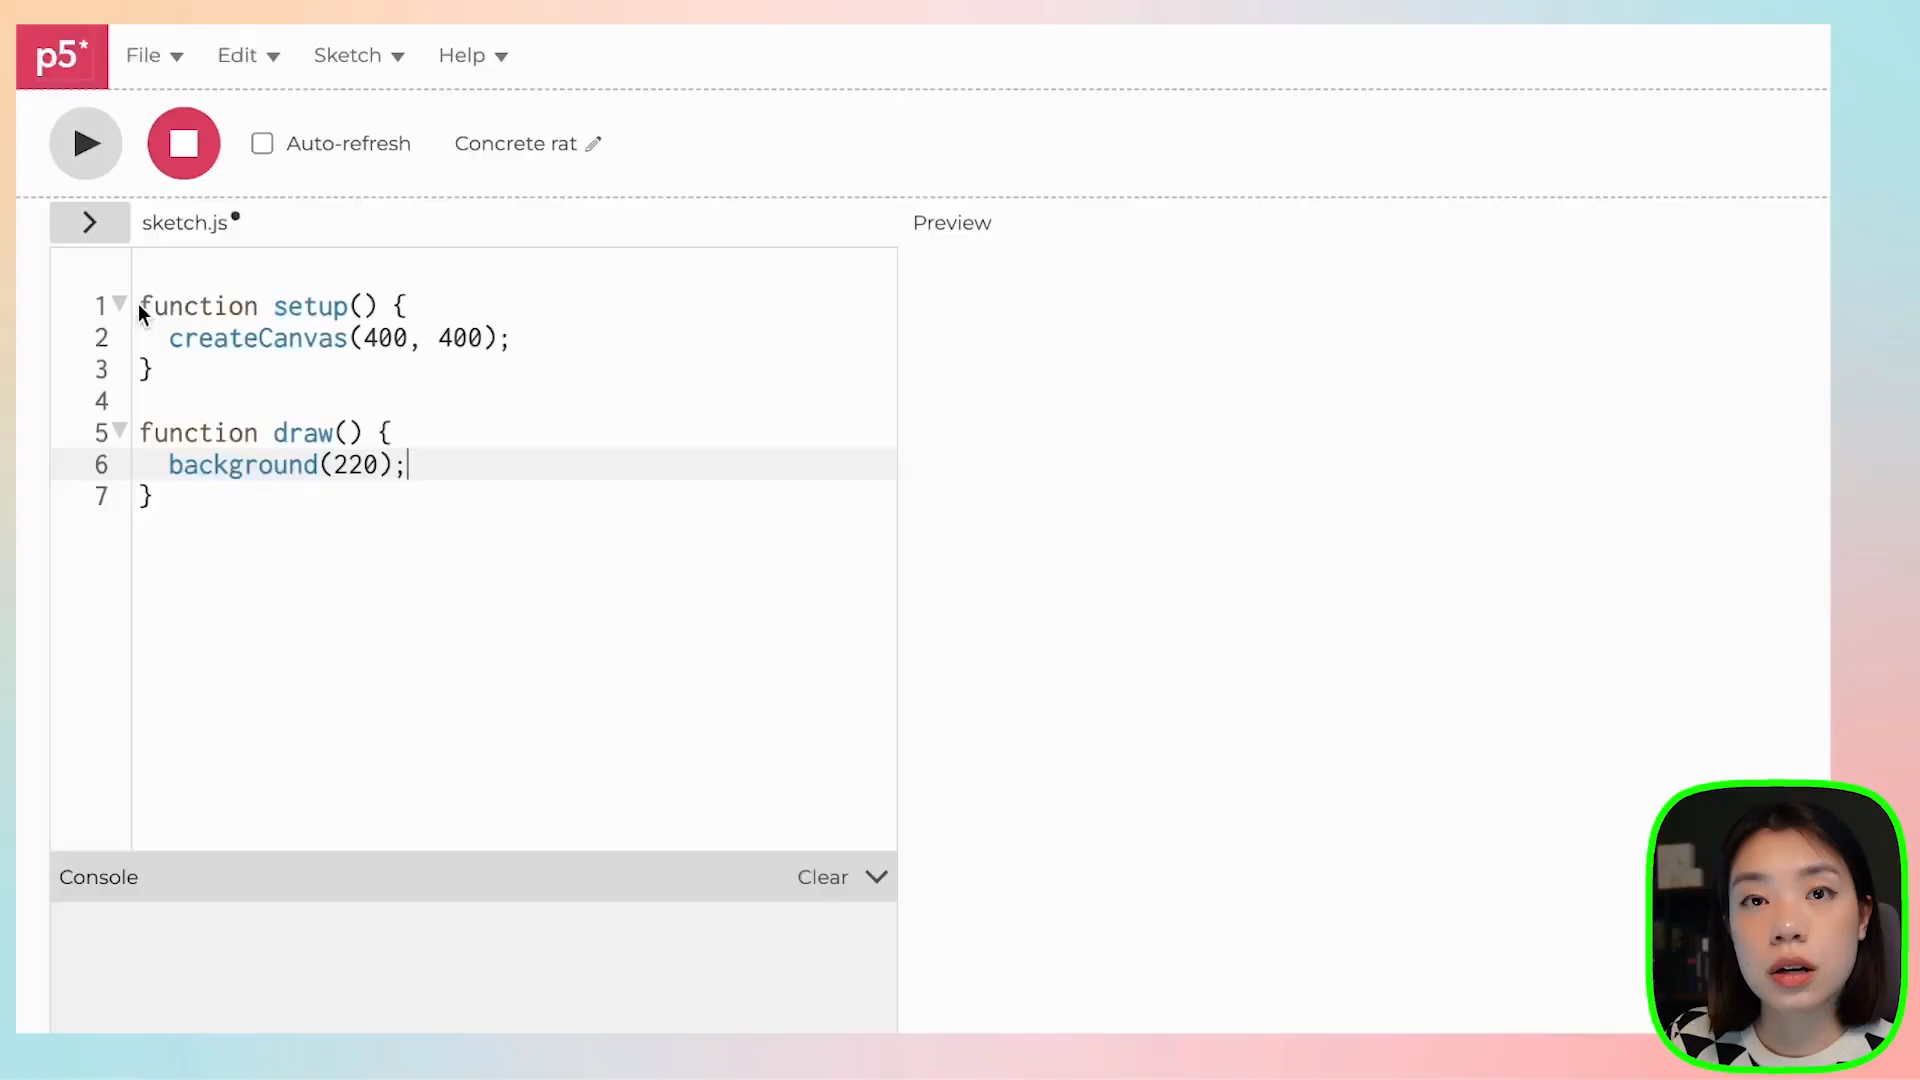 p5*
File Edit Sketch Help
Auto-refresh Concrete rat
sketch.js
Preview
1 function setup() {
2 createCanvas(400, 400);
3 }
4
5 function draw() {
6 background(220);
7 }
Console Clear